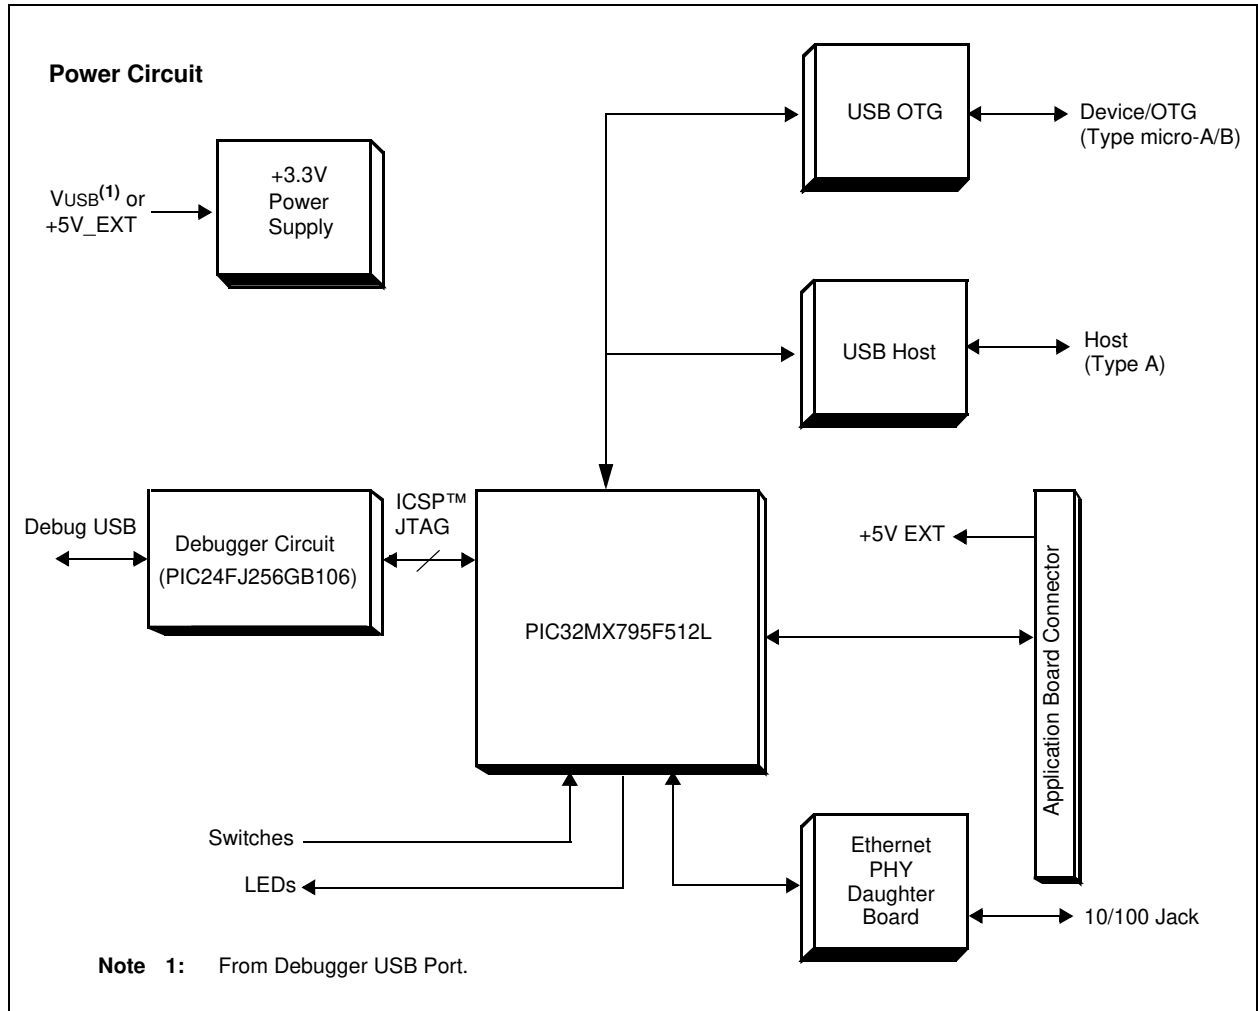 Power Circuit
VUSB(1) or
+5V_EXT
+3.3V
Power
Supply
USB OTG
Device/OTG
(Type micro-A/B)
USB Host
Host
(Type A)
Debug USB
Debugger Circuit
(PIC24FJ256GB106)
ICSP™
JTAG
PIC32MX795F512L
+5V EXT
Application Board Connector
Switches
LEDs
Ethernet
PHY
Daughter
Board
10/100 Jack
Note 1: From Debugger USB Port.